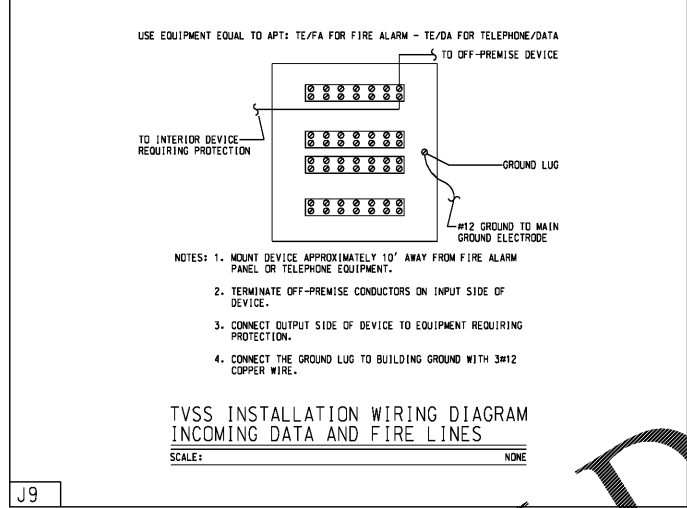 USE EQUIPMENT EQUAL TO APT: TE/FA FOR FIRE ALARM - TE/DA FOR TELEPHONE/DATA
TO OFF-PREMISE DEVICE
TO INTERIOR DEVICE
REQUIRING PROTECTION
GROUND LUG
#12 GROUND TO MAIN
GROUND ELECTRODE
NOTES: 1. MOUNT DEVICE APPROXIMATELY 10' AWAY FROM FIRE ALARM
PANEL OR TELEPHONE EQUIPMENT.
2. TERMINATE OFF-PREMISE CONDUCTORS ON INPUT SIDE OF
DEVICE.
3. CONNECT OUTPUT SIDE OF DEVICE TO EQUIPMENT REQUIRING
PROTECTION.
4. CONNECT THE GROUND LUG TO BUILDING GROUND WITH 3#12
COPPER WIRE.
TVSS INSTALLATION WIRING DIAGRAM
INCOMING DATA AND FIRE LINES
SCALE: NONE
J9